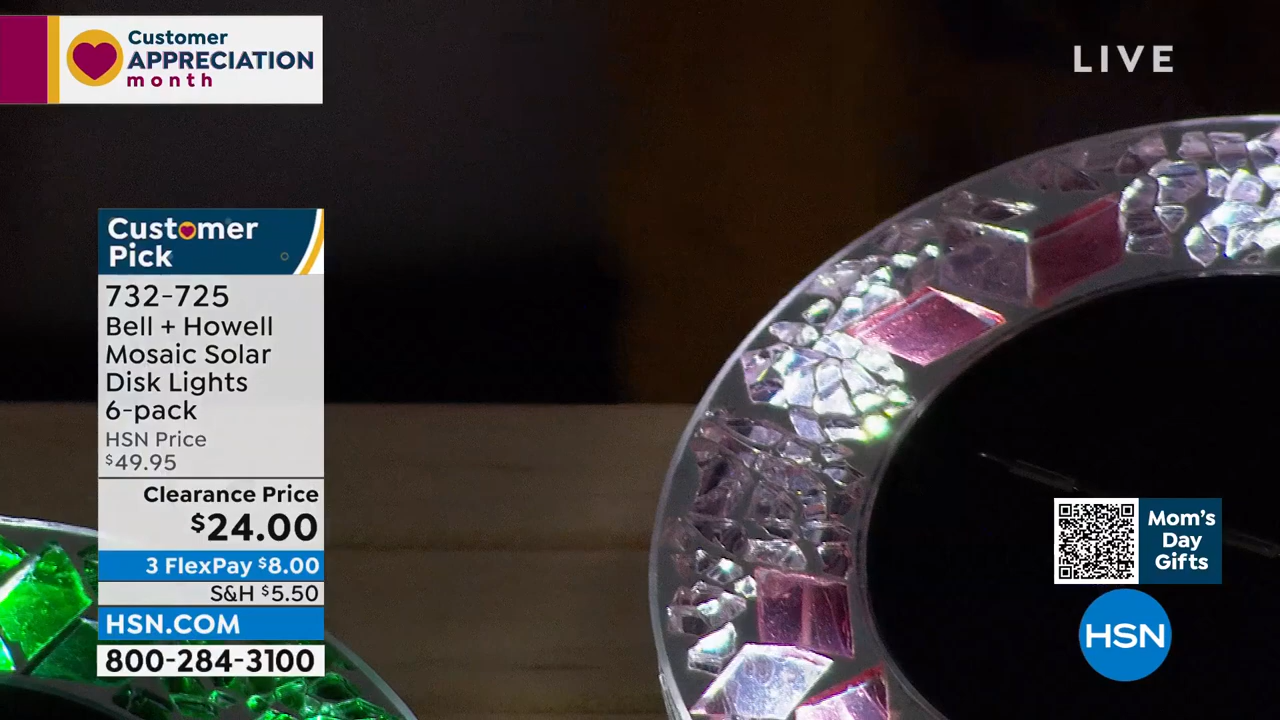 Customer
APPRECIATION
month
LIVE
Customer
Pick
732-725
Bell + Howell
Mosaic Solar
Disk Lights
6-pack
HSN Price
$49.95
Clearance Price
$24.00
3 FlexPay $8.00
S&H $5.50
HSN.COM
800-284-3100
Mom's
Day
Gifts
HSN